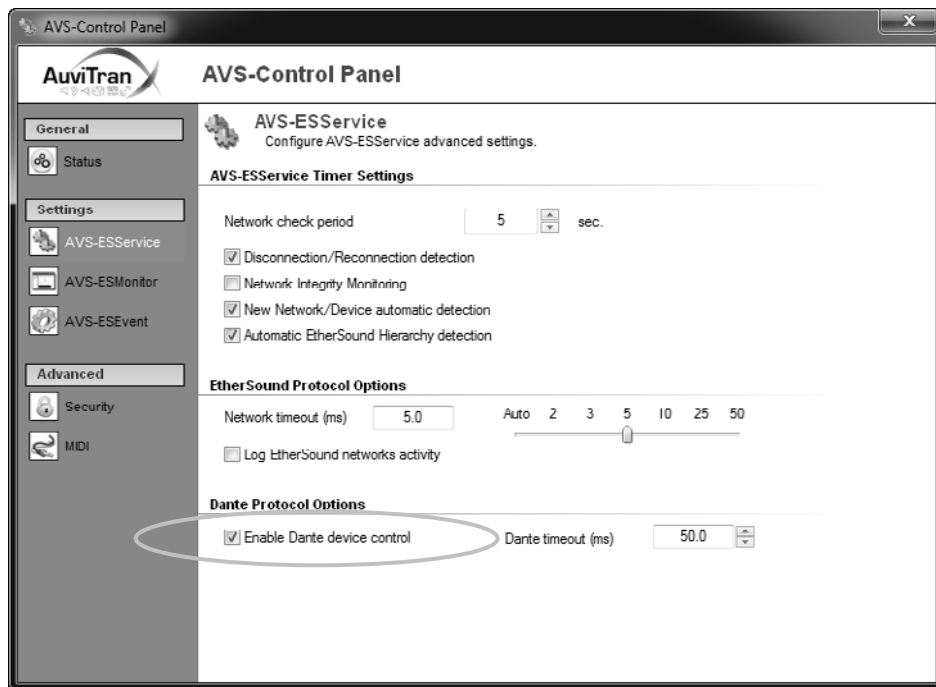 AVS-Control Panel
x
AuviTran
AVS-Control Panel
General
Status
Settings
AVS-ESService
AVS-ESMonitor
AVS-ESEvent
Advanced
Security
MIDI
AVS-ESService
Configure AVS-ESService advanced settings.
AVS-ESService Timer Settings
Network check period 5 sec.
Disconnection/Reconnection detection
Network Integrity Monitoring
New Network/Device automatic detection
Automatic EtherSound Hierarchy detection
EtherSound Protocol Options
Network timeout (ms) 5.0 Auto 2 3 5 10 25 50
Log EtherSound networks activity
Dante Protocol Options
Enable Dante device control Dante timeout (ms) 50.0